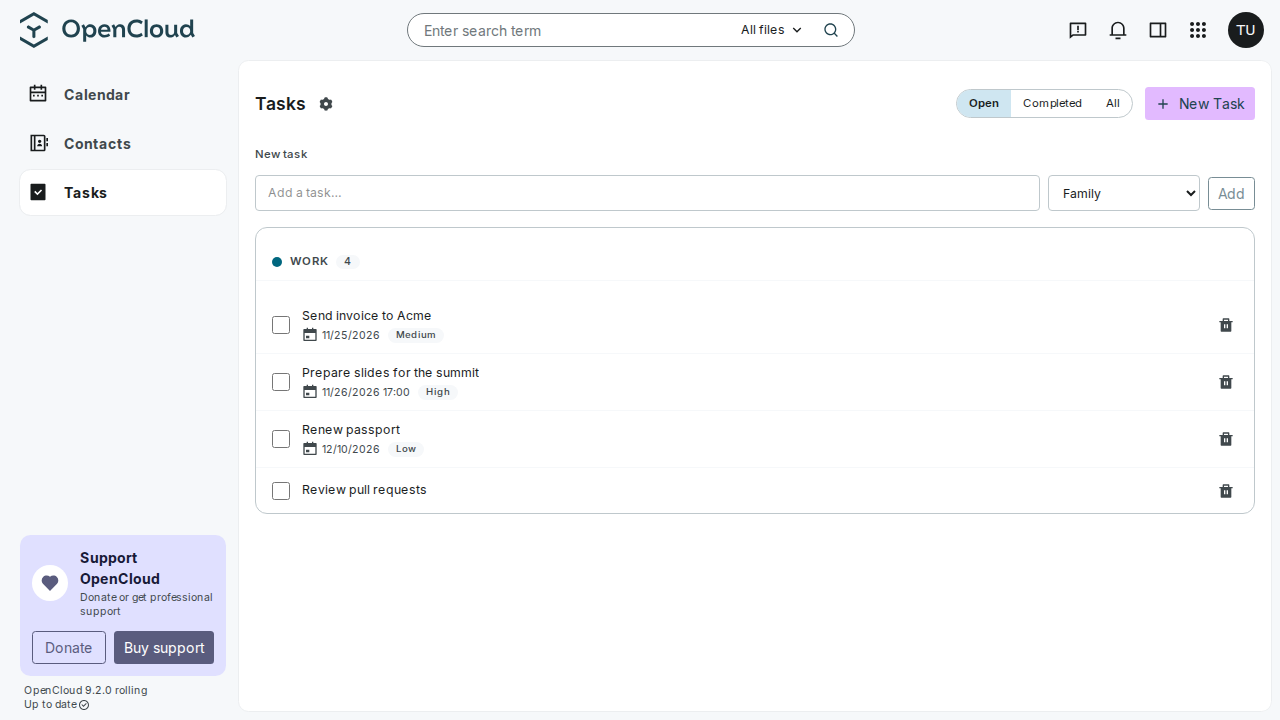 OpenCloud
Enter search term
All files
TU
Calendar
Contacts
Tasks
Tasks
Open
Completed
All
+ New Task
New task
Add a task...
Family
Add
WORK 4
Send invoice to Acme
11/25/2026 Medium
Prepare slides for the summit
11/26/2026 17:00 High
Renew passport
12/10/2026 Low
Review pull requests
Support
OpenCloud
Donate or get professional
support
Donate
Buy support
OpenCloud 9.2.0 rolling
Up to date